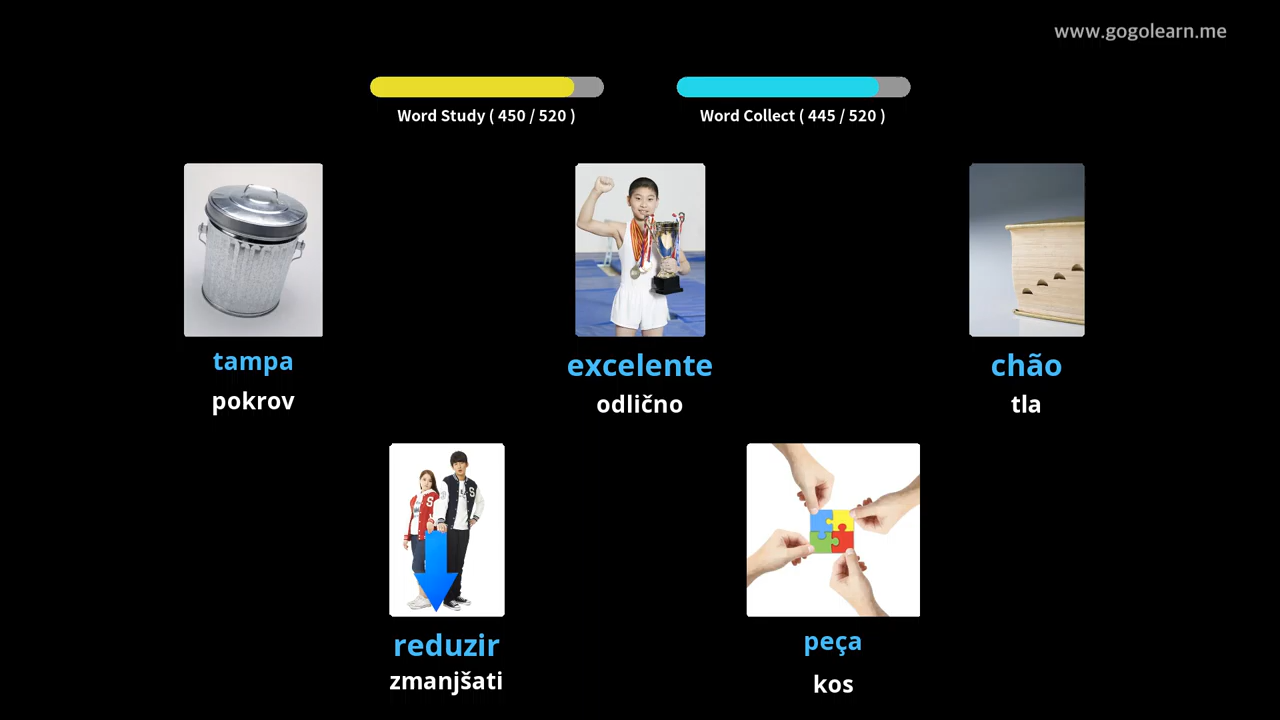 www.gogolearn.me
Word Study ( 450 / 520 )
Word Collect ( 445 / 520 )
tampa
pokrov
excelente
odlično
chão
tla
reduzir
zmanjšati
peça
kos